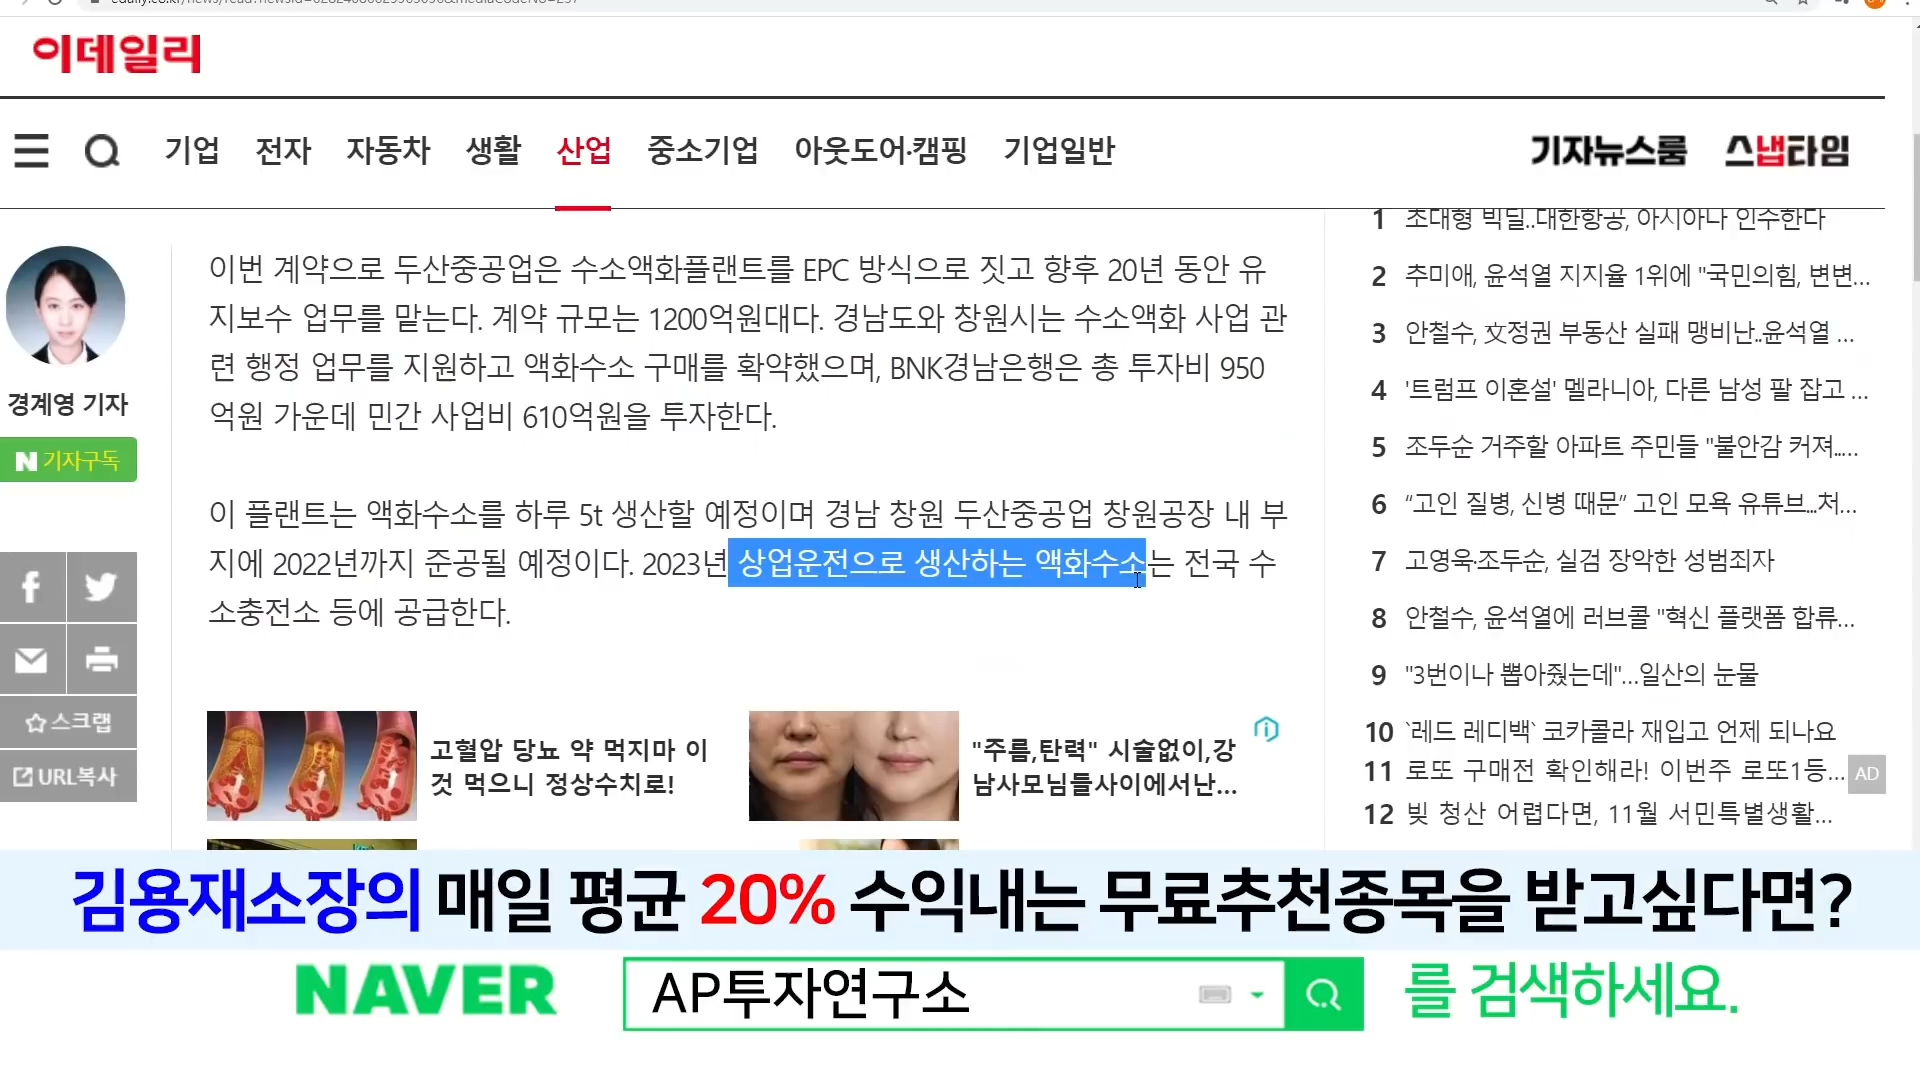 이데일리
기업 전자 자동차 생활 산업 중소기업 아웃도어·캠핑 기업일반
기자뉴스룸 스냅타임
경계영 기자
N 기자구독
스크랩
URL복사
이번 계약으로 두산중공업은 수소액화플랜트를 EPC 방식으로 짓고 향후 20년 동안 유
지보수 업무를 맡는다. 계약 규모는 1200억원대다. 경남도와 창원시는 수소액화 사업 관
련 행정 업무를 지원하고 액화수소 구매를 확약했으며, BNK경남은행은 총 투자비 950
억원 가운데 민간 사업비 610억원을 투자한다.
이 플랜트는 액화수소를 하루 5t 생산할 예정이며 경남 창원 두산중공업 창원공장 내 부
지에 2022년까지 준공될 예정이다. 2023년 상업운전으로 생산하는 액화수소는 전국 수
소충전소 등에 공급한다.
고혈압 당뇨 약 먹지마 이
것 먹으니 정상수치로!
"주름,탄력" 시술없이,강
남사모님들사이에서난...
1 초대형 빅딜..대한항공, 아시아나 인수한다
2 추미애, 윤석열 지지율 1위에 "국민의힘, 변변...
3 안철수, 文정권 부동산 실패 맹비난..윤석열 ...
4 '트럼프 이혼설' 멜라니아, 다른 남성 팔 잡고 ...
5 조두순 거주할 아파트 주민들 "불안감 커져.....
6 “고인 질병, 신병 때문” 고인 모욕 유튜브...처...
7 고영욱·조두순, 실검 장악한 성범죄자
8 안철수, 윤석열에 러브콜 "혁신 플랫폼 합류...
9 "3번이나 뽑아줬는데"...일산의 눈물
10 `레드 레디백` 코카콜라 재입고 언제 되나요
11 로또 구매전 확인해라! 이번주 로또1등... AD
12 빚 청산 어렵다면, 11월 서민특별생활...
김용재소장의 매일 평균 20% 수익내는 무료추천종목을 받고싶다면?
NAVER AP투자연구소 를 검색하세요.